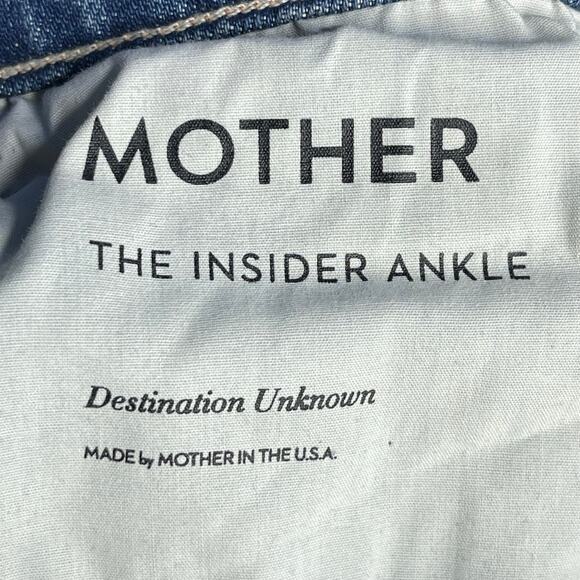 MOTHER
THE INSIDER ANKLE
Destination Unknown
MADE by MOTHER IN THE U.S.A.